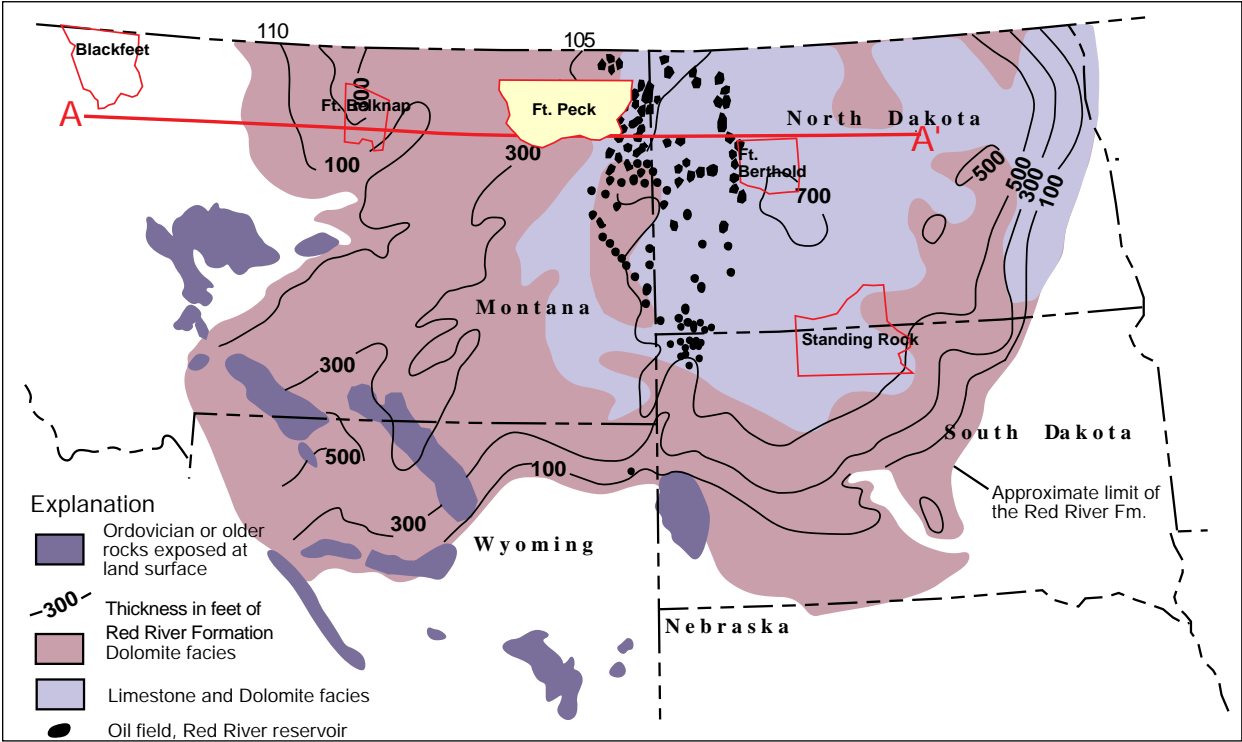 110
105
Blackfeet
100
Ft. Belknap
Ft. Peck
A
North Dakota
A'
300
Ft.
Berthold
100
500
500
300
100
700
Montana
Standing Rock
300
South Dakota
500
100
Approximate limit of
the Red River Fm.
300
Wyoming
Nebraska
Explanation
Ordovician or older
rocks exposed at
land surface
300
Thickness in feet of
Red River Formation
Dolomite facies
Limestone and Dolomite facies
Oil field, Red River reservoir